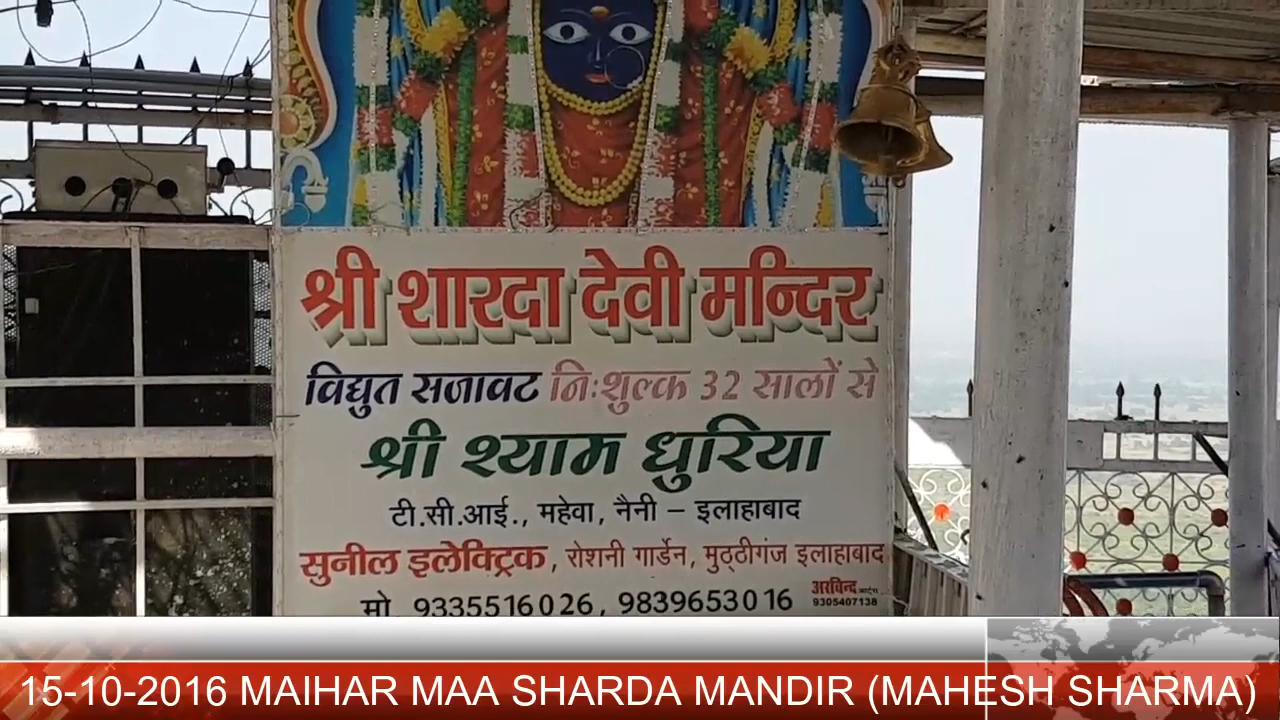 श्री शारदा देवी मन्दिर
विद्युत सजावट निःशुल्क 32 सालों से
श्री श्याम धुरिया
टी.सी.आई., महेवा, नैनी – इलाहाबाद
सुनील इलेक्ट्रिक, रोशनी गार्डेन, मुठ्ठीगंज इलाहाबाद
मो. 9335516026, 9839653016
अरविन्द
9305407138
15-10-2016 MAIHAR MAA SHARDA MANDIR (MAHESH SHARMA)